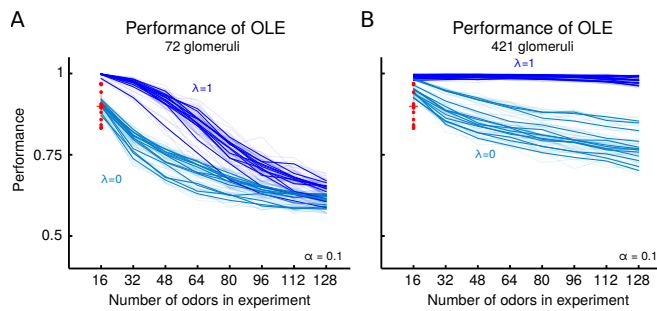 A
Performance of OLE
72 glomeruli
1
0.75
0.5
Performance
λ=1
λ=0
α = 0.1
16 32 48 64 80 96 112 128
Number of odors in experiment
B
Performance of OLE
421 glomeruli
λ=1
λ=0
α = 0.1
16 32 48 64 80 96 112 128
Number of odors in experiment